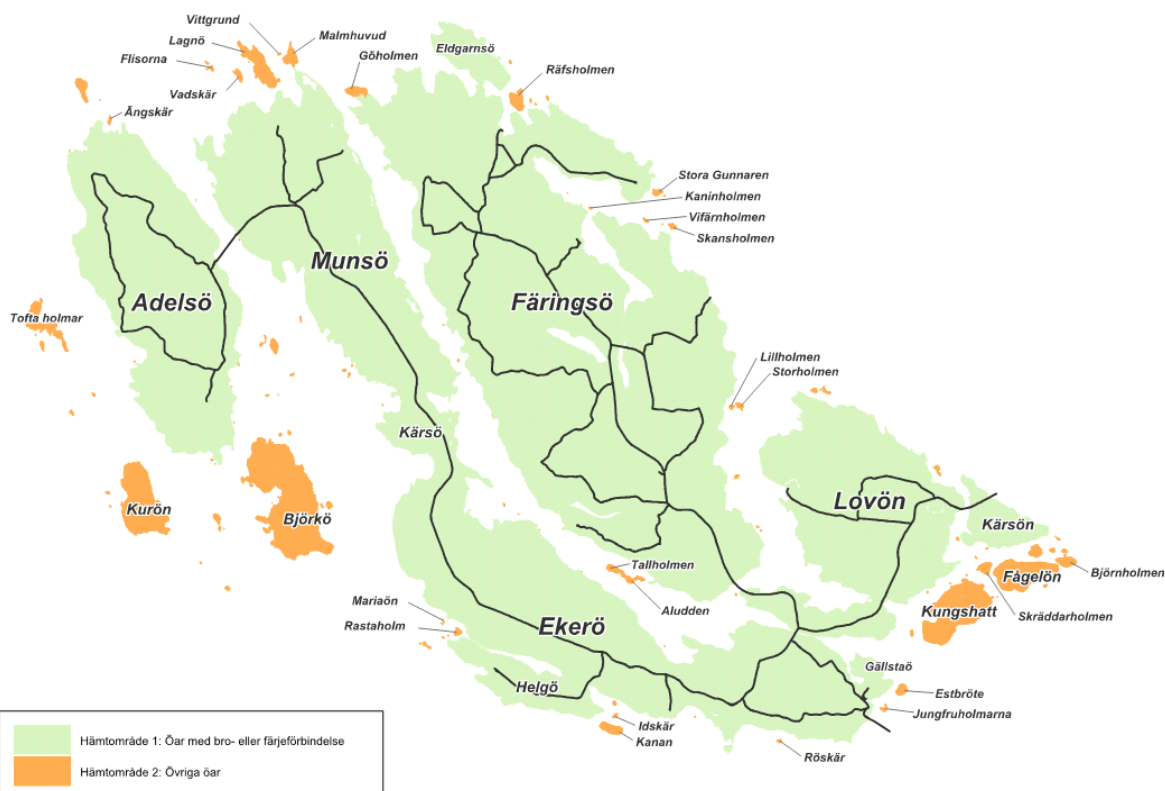 Vittgrund
Lagnö
Malmhuvud
Flisorna
Göholmen
Eldgarnsö
Räfsholmen
Vadskär
Ängskär
Stora Gunnaren
Kaninholmen
Vifärnholmen
Skansholmen
Munsö
Adelsö
Färingsö
Tofta holmar
Lillholmen
Storholmen
Kärsö
Lovön
Kurön
Björkö
Kärsön
Tallholmen
Fågelön
Björnholmen
Mariaön
Aludden
Kungshatt
Skräddarholmen
Rastaholm
Ekerö
Gällstaö
Helgö
Estbröte
Jungfruholmarna
Idskär
Kanan
Röskär
Hämtområde 1: Öar med bro- eller färjeförbindelse
Hämtområde 2: Övriga öar